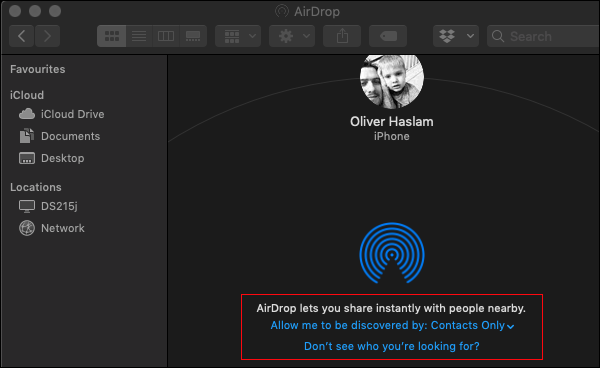 AirDrop
Search
Favourites
iCloud
iCloud Drive
Documents
Desktop
Locations
DS215j
Network
Oliver Haslam
iPhone
AirDrop lets you share instantly with people nearby.
Allow me to be discovered by: Contacts Only
Don't see who you're looking for?